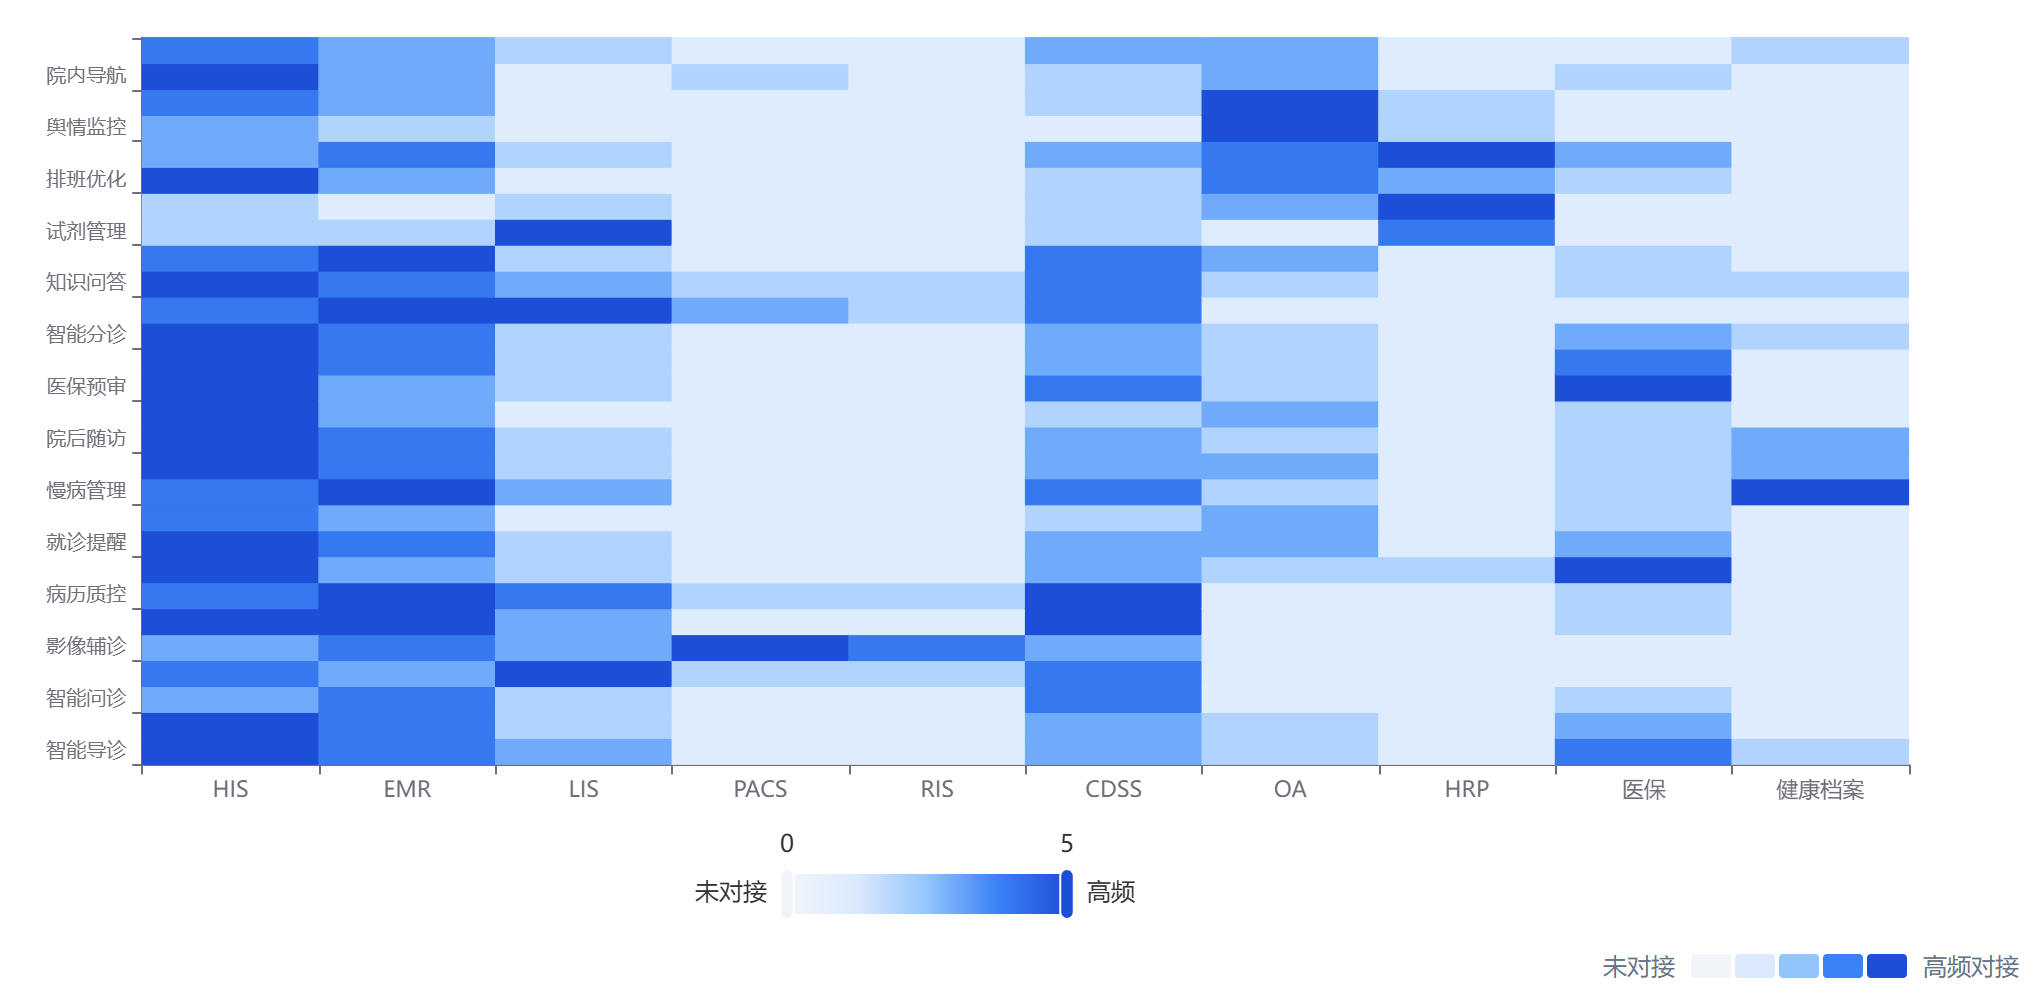 院内导航
舆情监控
排班优化
试剂管理
知识问答
智能分诊
医保预审
院后随访
慢病管理
就诊提醒
病历质控
影像辅诊
智能问诊
智能导诊
HIS EMR LIS PACS RIS CDSS OA HRP 医保 健康档案
0 5
未对接 高频
未对接 高频对接